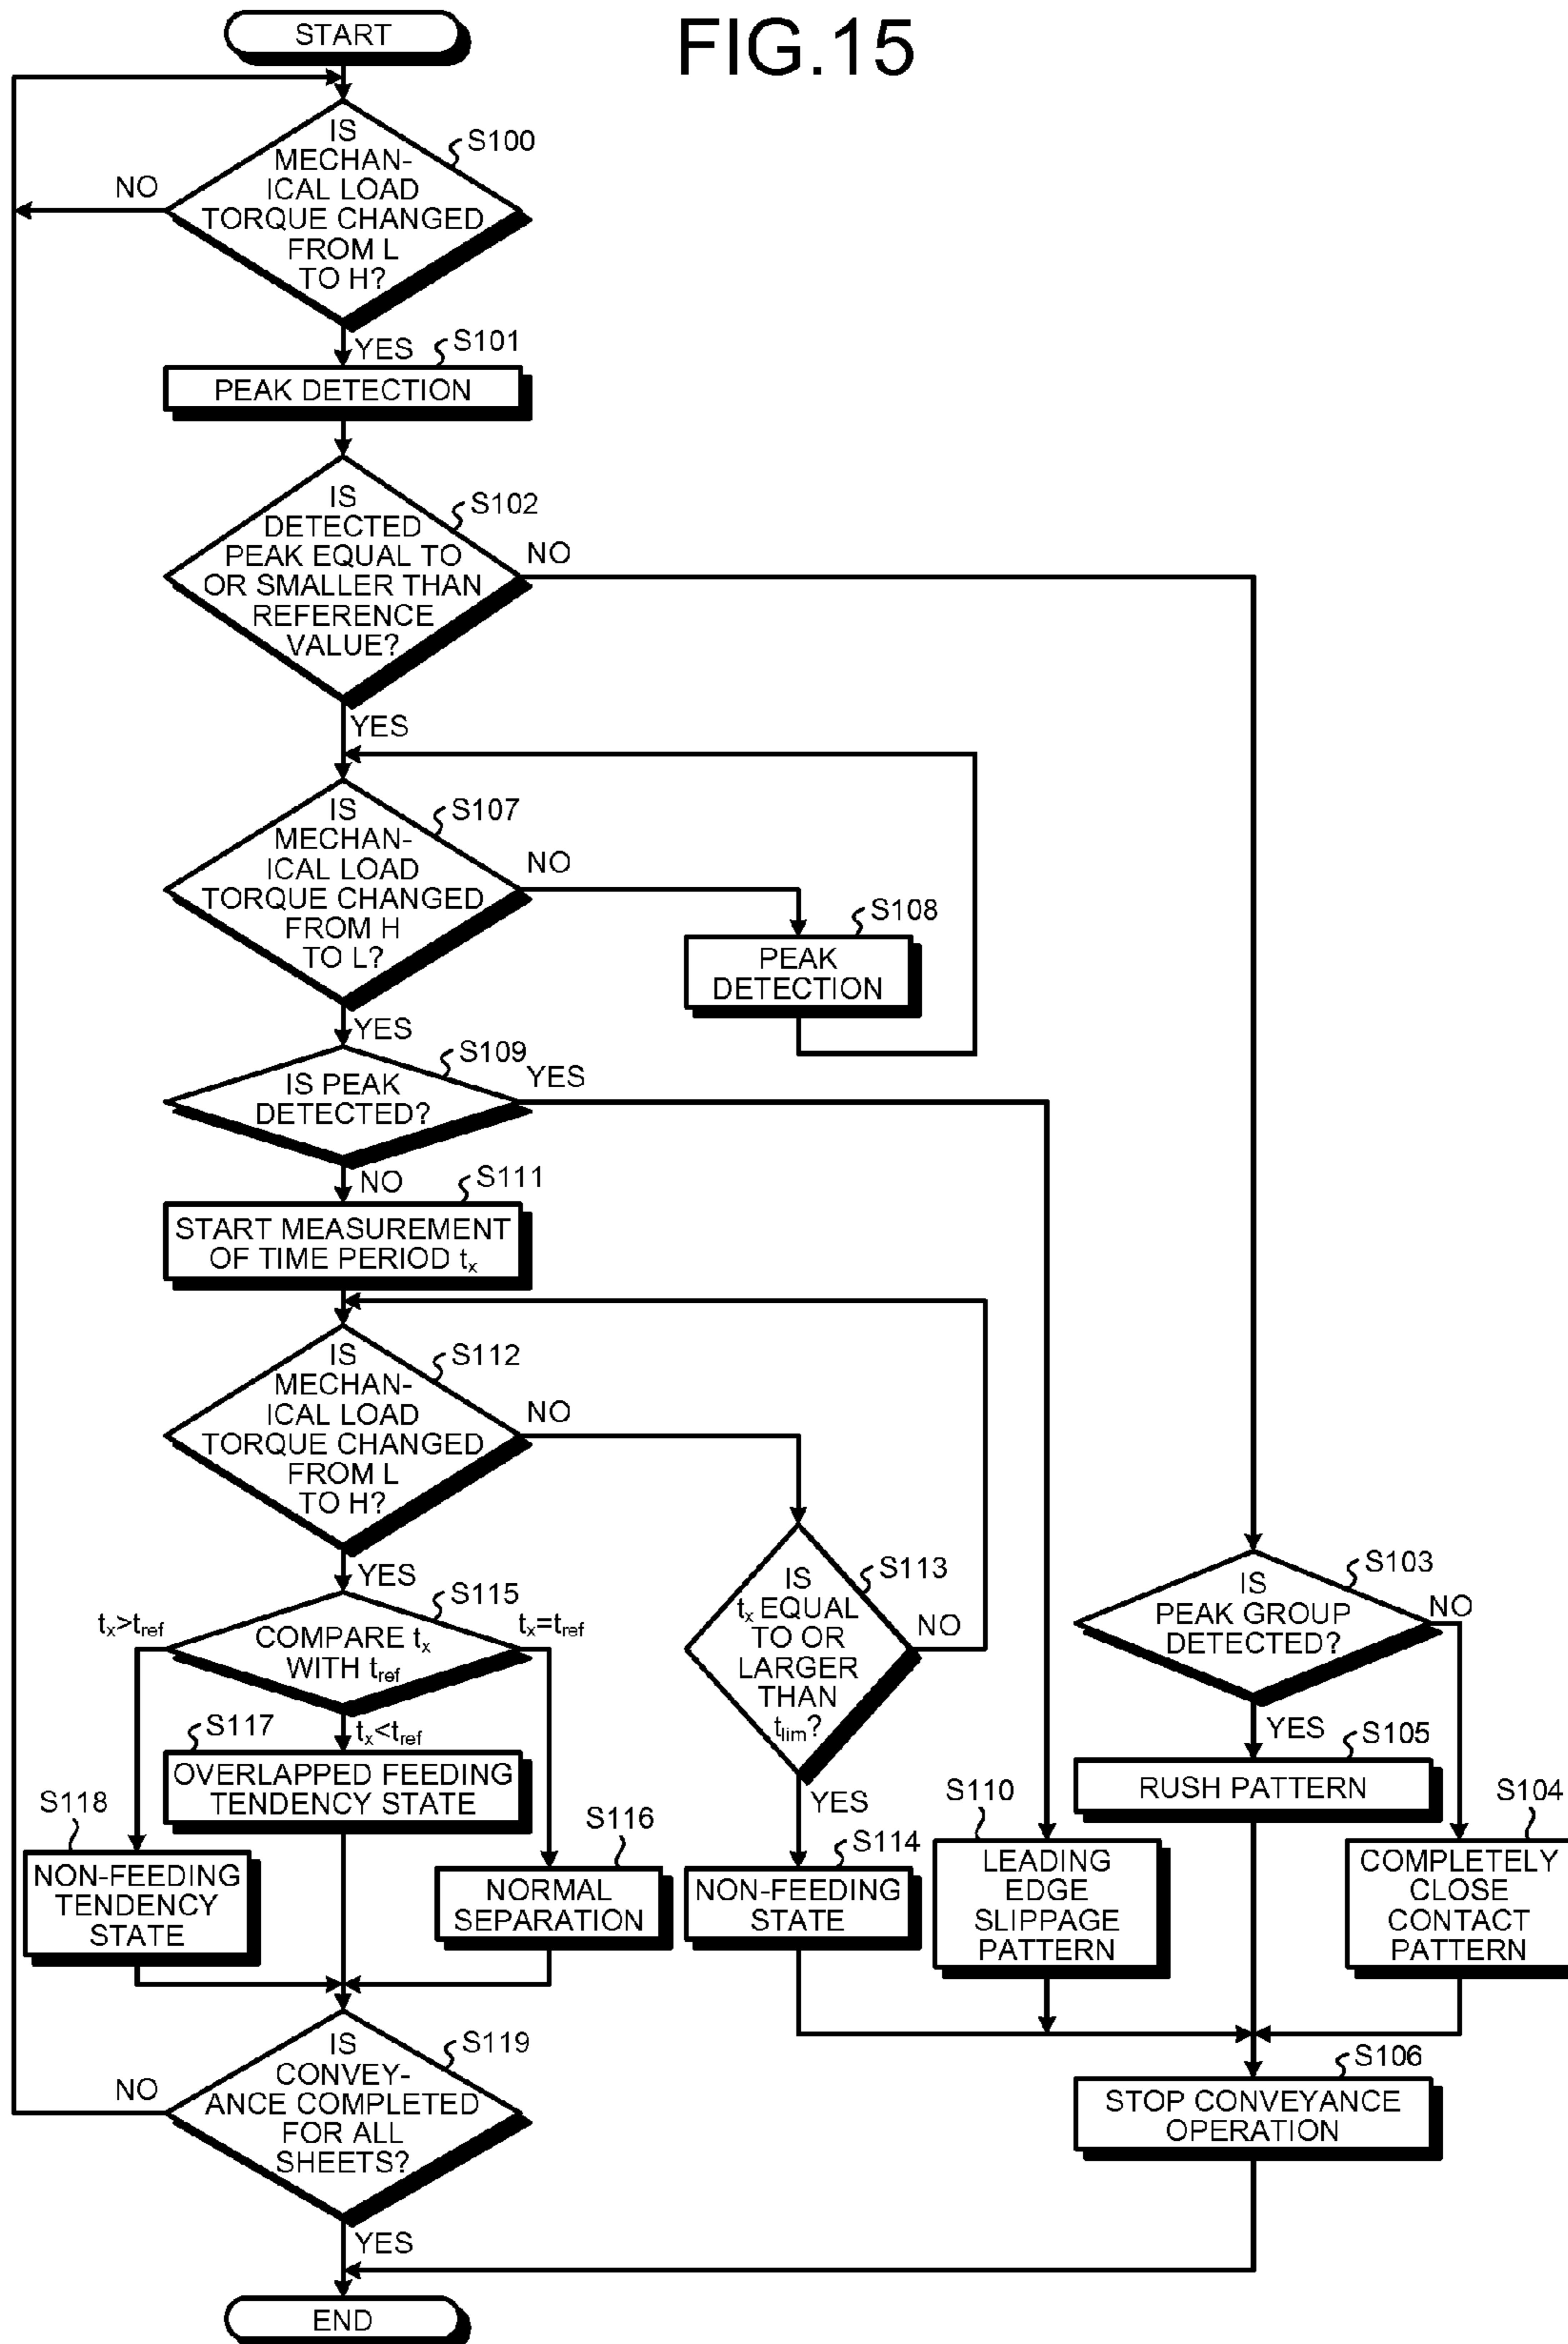 FIG.15
START
IS
MECHAN-
ICAL LOAD
TORQUE CHANGED
FROM L
TO H?
S100
NO
YES
S101
PEAK DETECTION
IS
DETECTED
PEAK EQUAL TO
OR SMALLER THAN
REFERENCE
VALUE?
S102
NO
YES
IS
MECHAN-
ICAL LOAD
TORQUE CHANGED
FROM H
TO L?
S107
NO
S108
PEAK
DETECTION
YES
S109
IS PEAK
DETECTED?
YES
NO
S111
START MEASUREMENT
OF TIME PERIOD tx
IS
MECHAN-
ICAL LOAD
TORQUE CHANGED
FROM L
TO H?
S112
NO
YES
S113
IS
tx EQUAL
TO OR
LARGER
THAN
tlim?
NO
YES
S103
IS
PEAK GROUP
DETECTED?
NO
YES
S115
COMPARE tx
WITH tref
tx>tref
tx=tref
tx<tref
S117
OVERLAPPED FEEDING
TENDENCY STATE
S118
NON-FEEDING
TENDENCY
STATE
S116
NORMAL
SEPARATION
S114
NON-FEEDING
STATE
S110
LEADING
EDGE
SLIPPAGE
PATTERN
S105
RUSH PATTERN
S104
COMPLETELY
CLOSE
CONTACT
PATTERN
S119
IS
CONVEY-
ANCE COMPLETED
FOR ALL
SHEETS?
NO
YES
S106
STOP CONVEYANCE
OPERATION
END